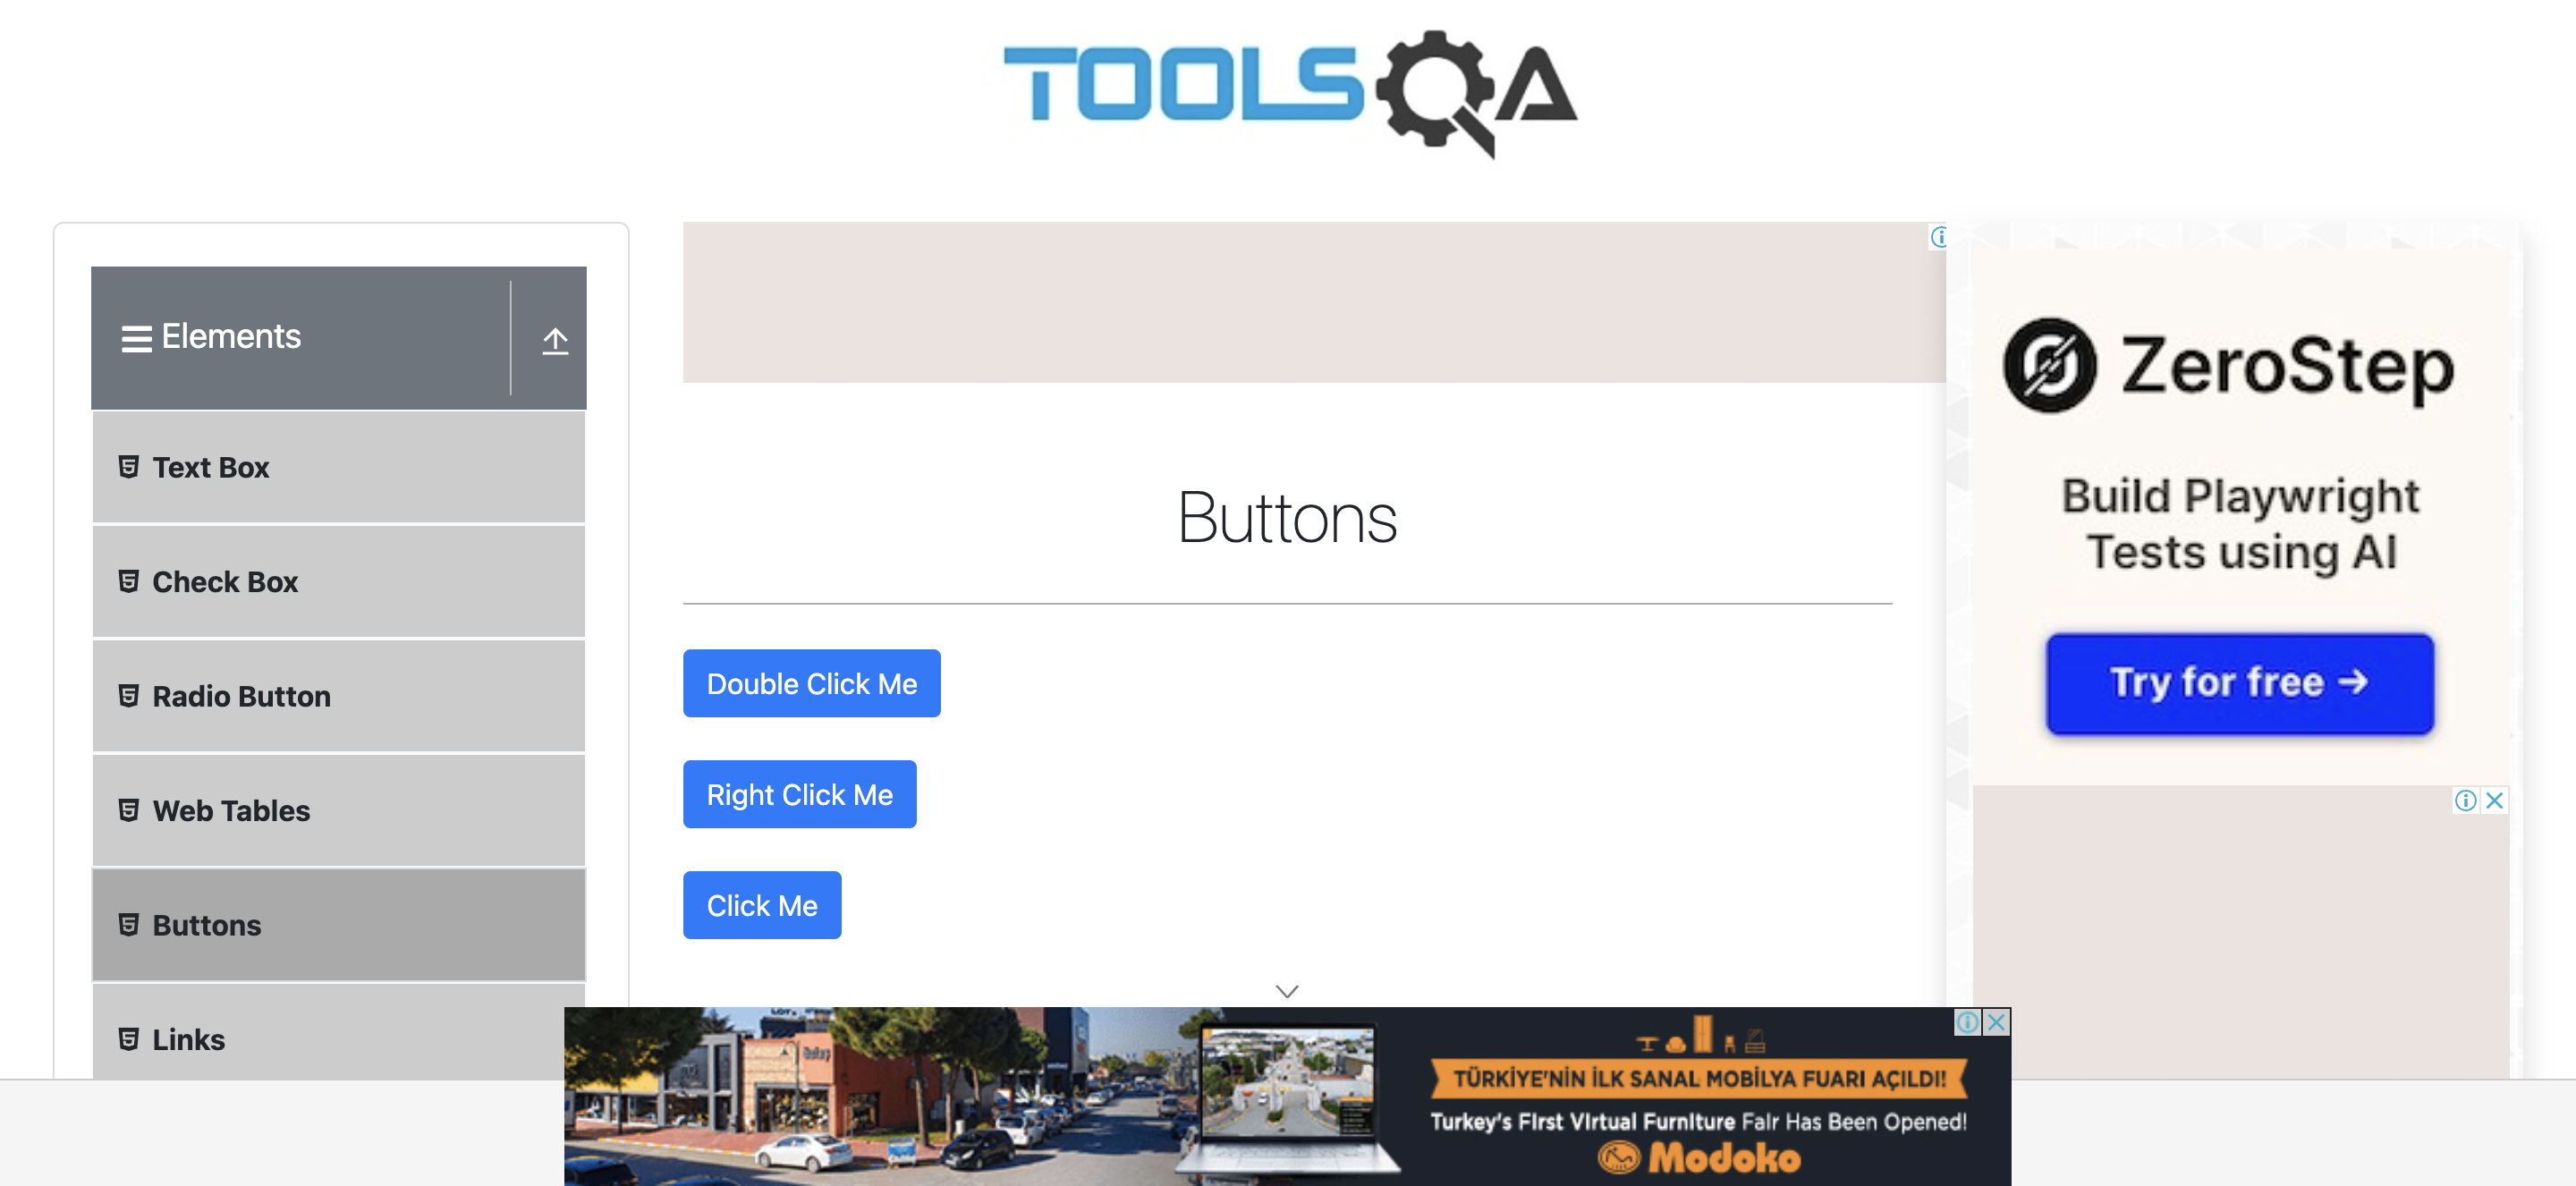 TOOLSQA
Elements
Text Box
Check Box
Radio Button
Web Tables
Buttons
Links
Buttons
Double Click Me
Right Click Me
Click Me
ZeroStep
Build Playwright
Tests using AI
Try for free →
TÜRKİYE'NİN İLK SANAL MOBİLYA FUARI AÇILDI!
Turkey's First Virtual Furniture Fair Has Been Opened!
Modoko